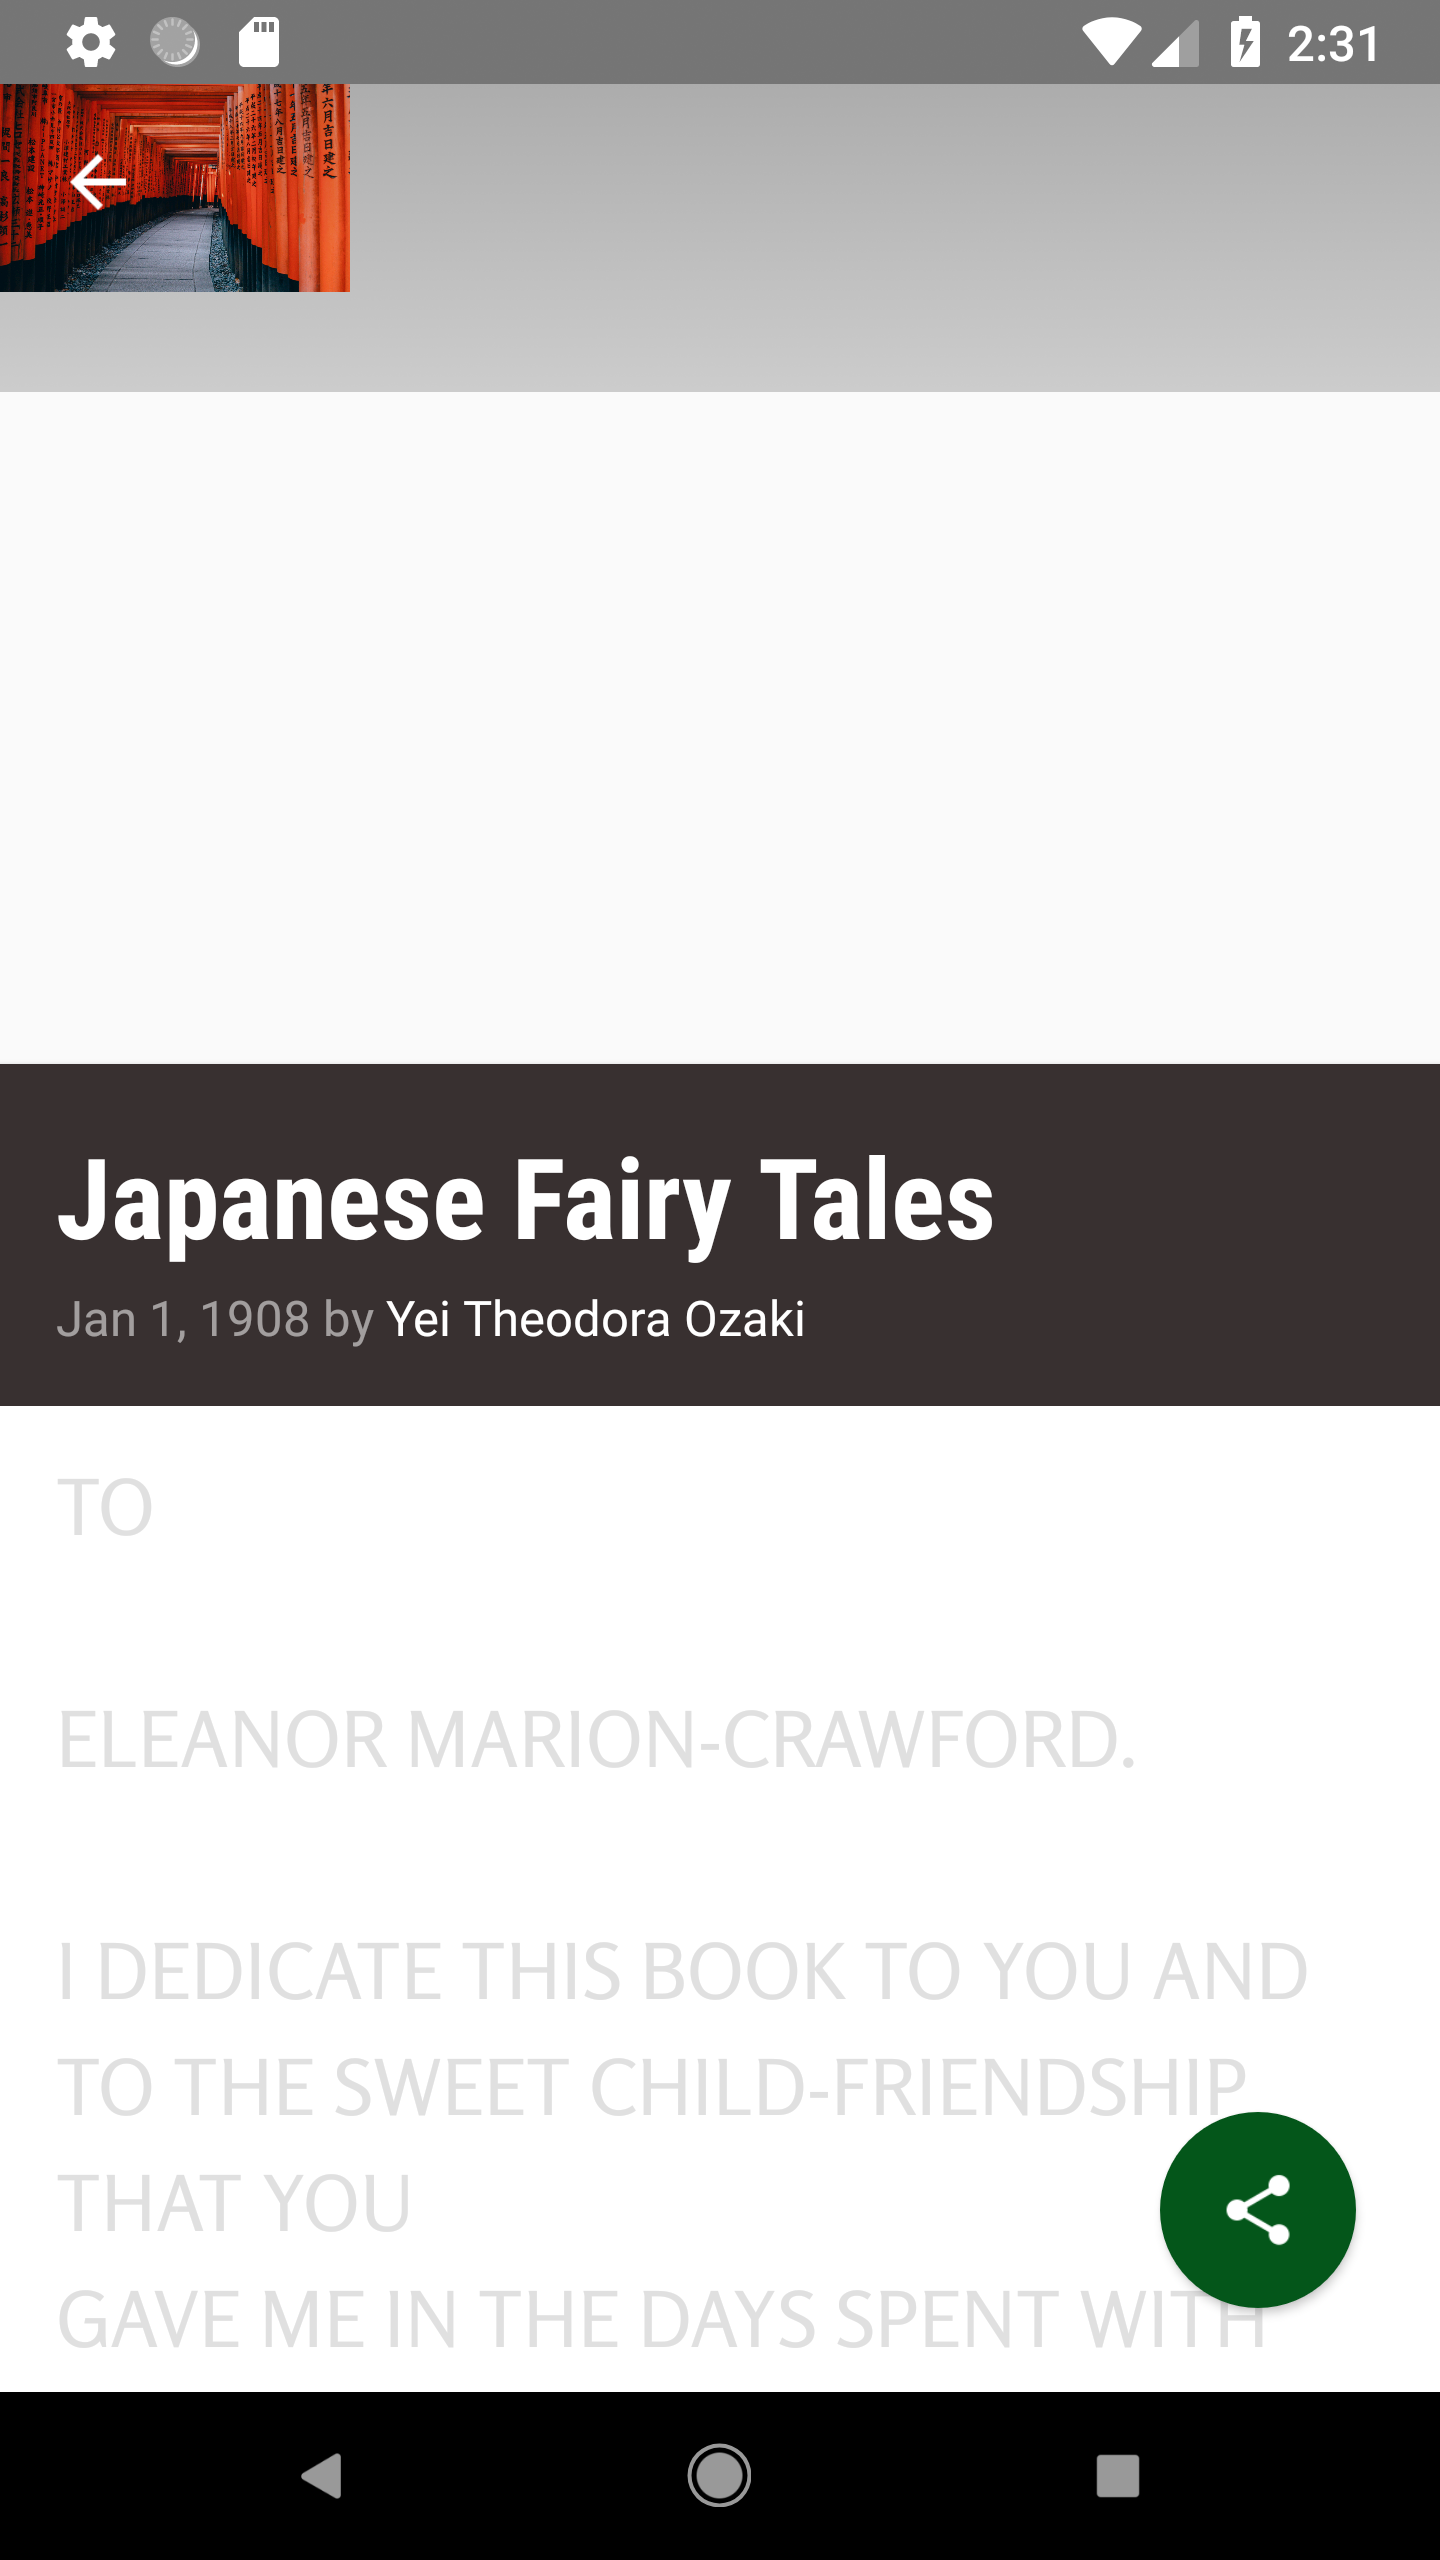 2:31
Japanese Fairy Tales
Jan 1, 1908 by Yei Theodora Ozaki
TO
ELEANOR MARION-CRAWFORD.
I DEDICATE THIS BOOK TO YOU AND
TO THE SWEET CHILD-FRIENDSHIP
THAT YOU
GAVE ME IN THE DAYS SPENT WITH